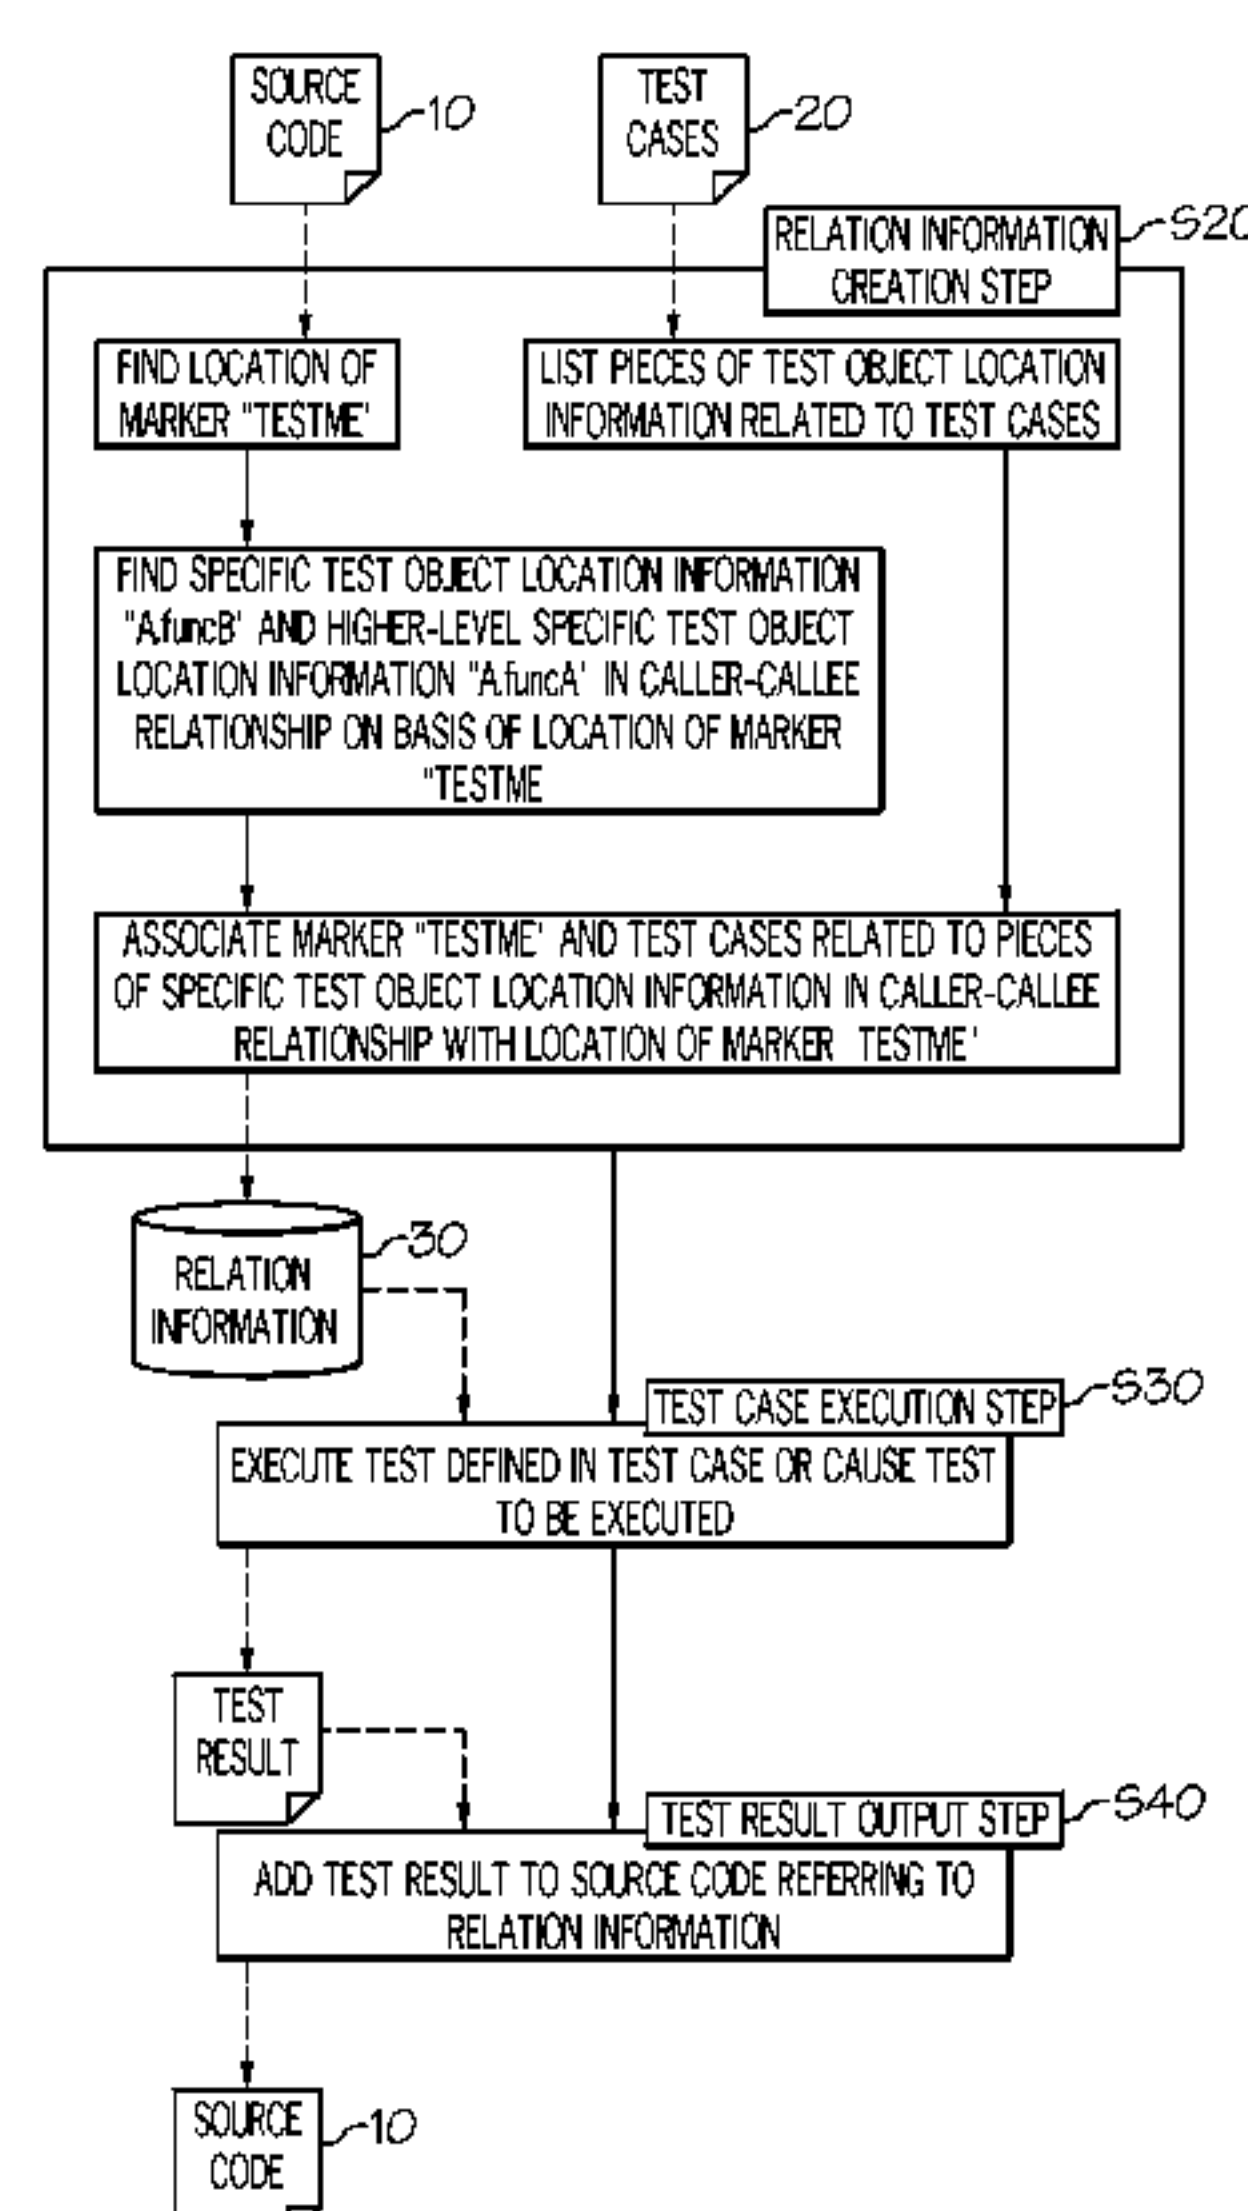 SOURCE
CODE
10
TEST
CASES
20
RELATION INFORMATION
CREATION STEP
S20
FIND LOCATION OF
MARKER "TESTME'
LIST PIECES OF TEST OBJECT LOCATION
INFORMATION RELATED TO TEST CASES
FIND SPECIFIC TEST OBJECT LOCATION INFORMATION
"A.funcB' AND HIGHER-LEVEL SPECIFIC TEST OBJECT
LOCATION INFORMATION "A.funcA' IN CALLER-CALLEE
RELATIONSHIP ON BASIS OF LOCATION OF MARKER
"TESTME
ASSOCIATE MARKER "TESTME' AND TEST CASES RELATED TO PIECES
OF SPECIFIC TEST OBJECT LOCATION INFORMATION IN CALLER-CALLEE
RELATIONSHIP WITH LOCATION OF MARKER TESTME'
30
RELATION
INFORMATION
TEST CASE EXECUTION STEP
S30
EXECUTE TEST DEFINED IN TEST CASE OR CAUSE TEST
TO BE EXECUTED
TEST
RESULT
TEST RESULT OUTPUT STEP
S40
ADD TEST RESULT TO SOURCE CODE REFERRING TO
RELATION INFORMATION
SOURCE
CODE
10